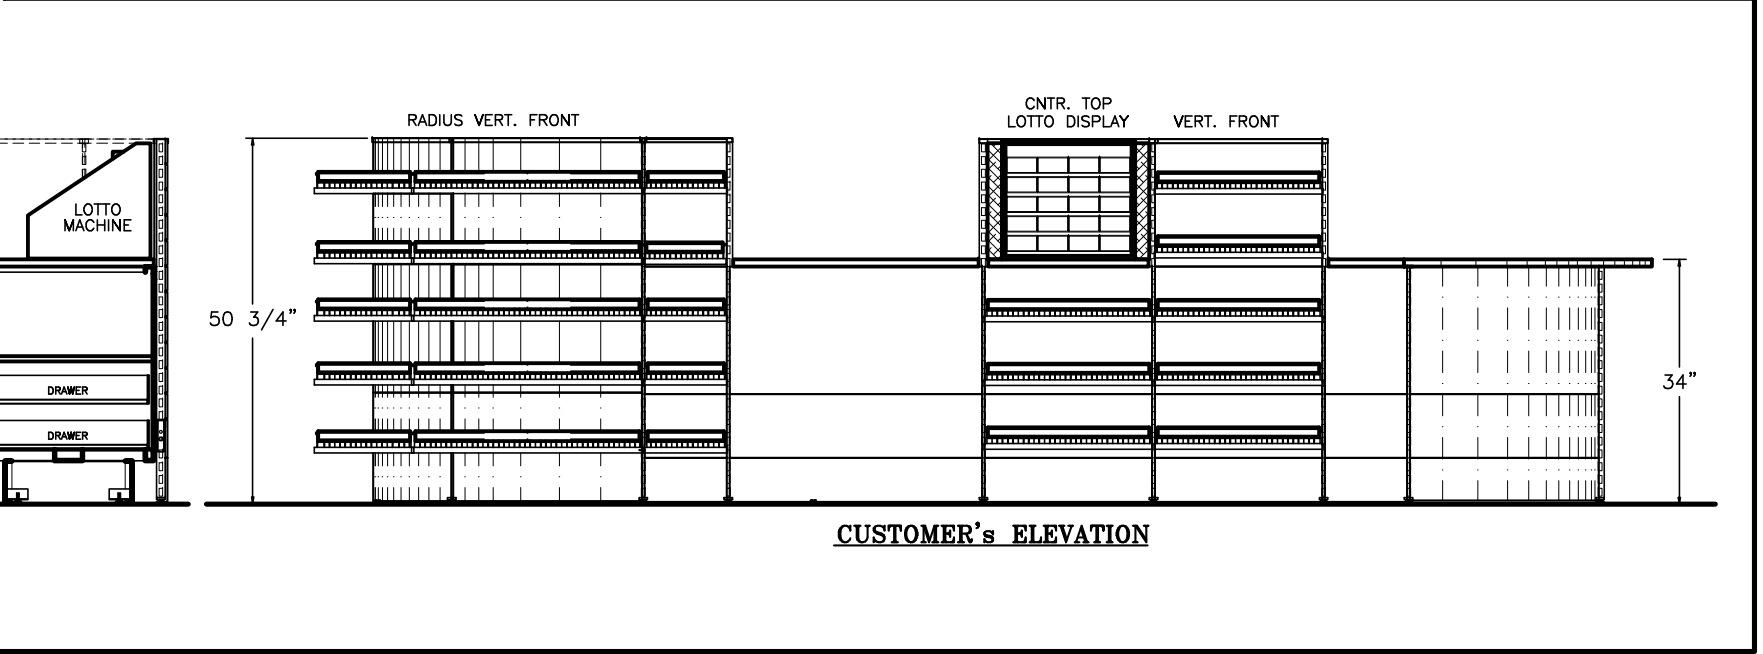 RADIUS VERT. FRONT
CNTR. TOP
LOTTO DISPLAY
VERT. FRONT
LOTTO
MACHINE
50 3/4”
34”
DRAWER
DRAWER
CUSTOMER's ELEVATION